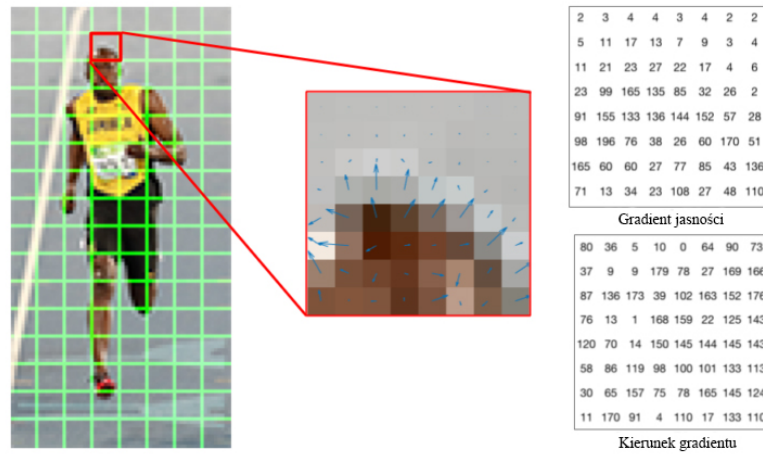 2 3 4 4 3 4 2 2
5 11 17 13 7 9 3 4
11 21 23 27 22 17 4 6
23 99 165 135 85 32 26 2
91 155 133 136 144 152 57 28
98 196 76 38 26 60 170 51
165 60 60 27 77 85 43 136
71 13 34 23 108 27 48 110
Gradient jasności
80 36 5 10 0 64 90 73
37 9 9 179 78 27 169 166
87 136 173 39 102 163 152 176
76 13 1 168 159 22 125 143
120 70 14 150 145 144 145 143
58 86 119 98 100 101 133 113
30 65 157 75 78 165 145 124
11 170 91 4 110 17 133 110
Kierunek gradientu